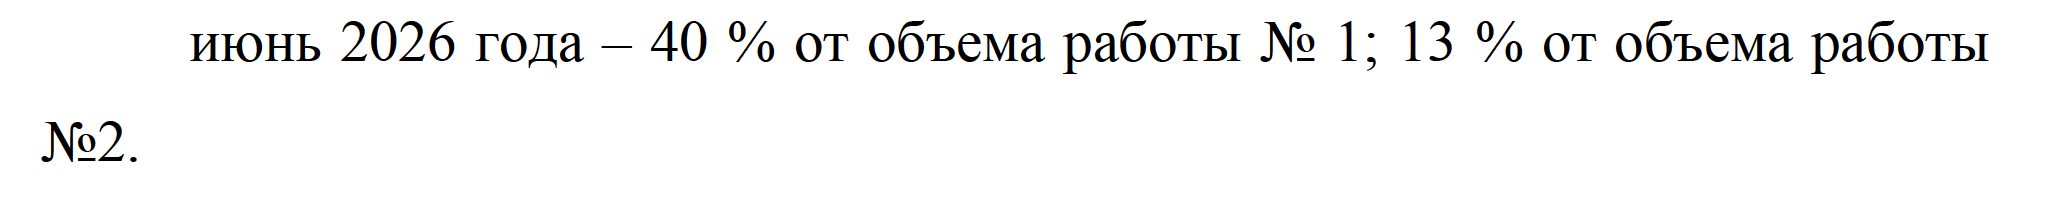 июнь 2026 года – 40 % от объема работы № 1; 13 % от объема работы
№2.